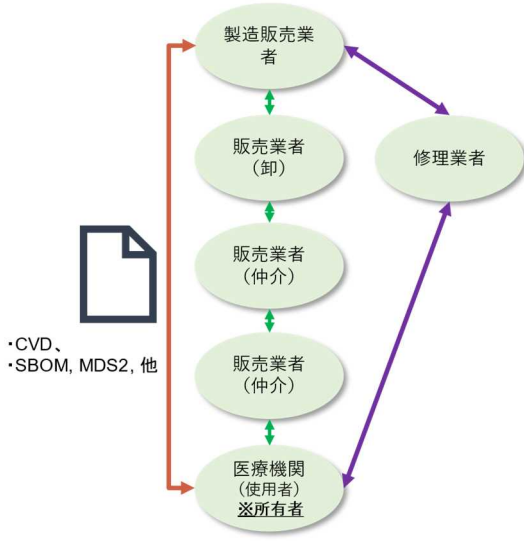 製造販売業
者
販売業者
(卸)
修理業者
販売業者
(仲介)
・CVD、
・SBOM, MDS2, 他
販売業者
(仲介)
医療機関
(使用者)
※所有者